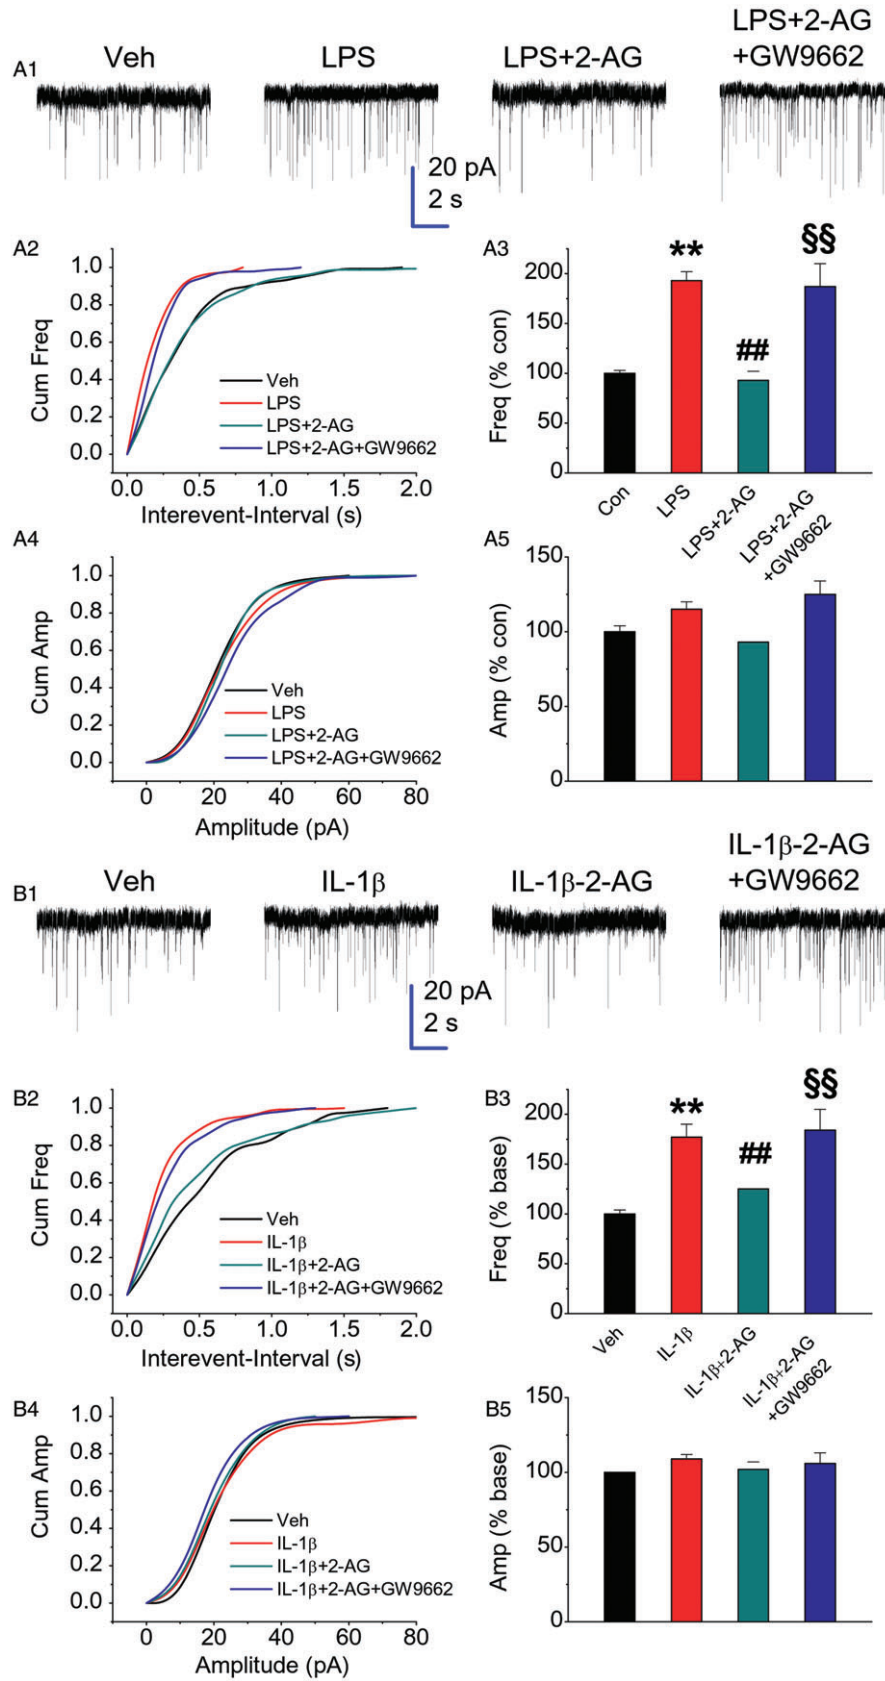 Veh
LPS
LPS+2-AG
LPS+2-AG
+GW9662
A1
20 pA
2 s
A2
1.0
0.8
0.6
0.4
0.2
0.0
Cum Freq
Veh
LPS
LPS+2-AG
LPS+2-AG+GW9662
0.0 0.5 1.0 1.5 2.0
Interevent-Interval (s)
A3
200
150
100
50
0
Freq (% con)
**
##
§§
Con
LPS
LPS+2-AG
LPS+2-AG
+GW9662
A4
1.0
0.8
0.6
0.4
0.2
0.0
Cum Amp
Veh
LPS
LPS+2-AG
LPS+2-AG+GW9662
0 20 40 60 80
Amplitude (pA)
A5
150
100
50
0
Amp (% con)
B1
Veh
IL-1β
IL-1β-2-AG
IL-1β-2-AG
+GW9662
20 pA
2 s
B2
1.0
0.8
0.6
0.4
0.2
0.0
Cum Freq
Veh
IL-1β
IL-1β+2-AG
IL-1β+2-AG+GW9662
0.0 0.5 1.0 1.5 2.0
Interevent-Interval (s)
B3
200
150
100
50
0
Freq (% base)
**
##
§§
Veh
IL-1β
IL-1β+2-AG
IL-1β+2-AG
+GW9662
B4
1.0
0.8
0.6
0.4
0.2
0.0
Cum Amp
Veh
IL-1β
IL-1β+2-AG
IL-1β+2-AG+GW9662
0 20 40 60 80
Amplitude (pA)
B5
150
100
50
0
Amp (% base)